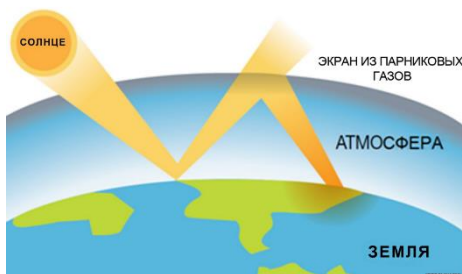 СОЛНЦЕ
ЭКРАН ИЗ ПАРНИКОВЫХ
ГАЗОВ
АТМОСФЕРА
ЗЕМЛЯ